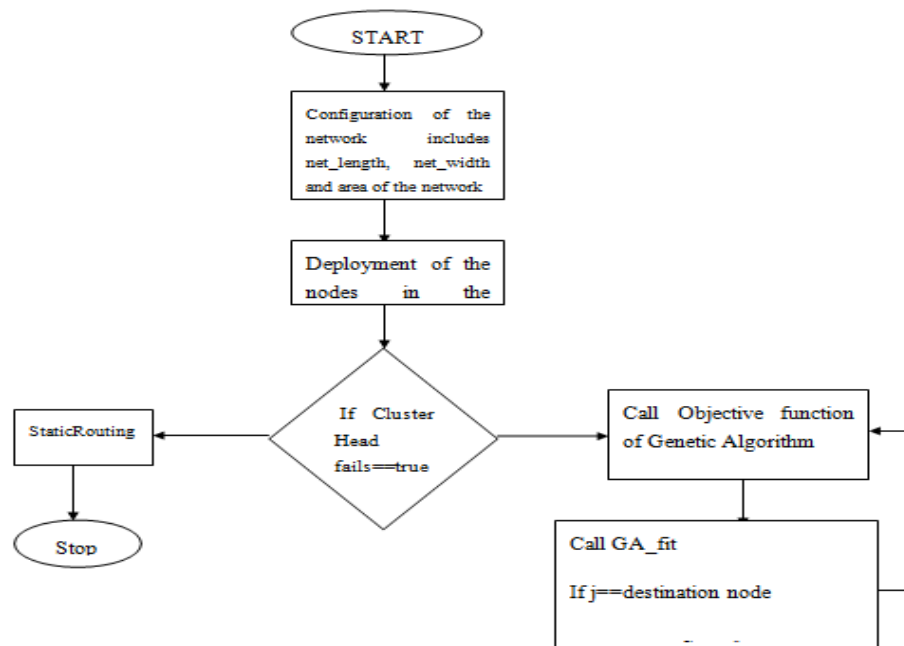 START
Configuration of the
network includes
net_length, net_width
and area of the network
Deployment of the
nodes in the
If Cluster
Head
fails==true
StaticRouting
Stop
Call Objective function
of Genetic Algorithm
Call GA_fit
If j==destination node